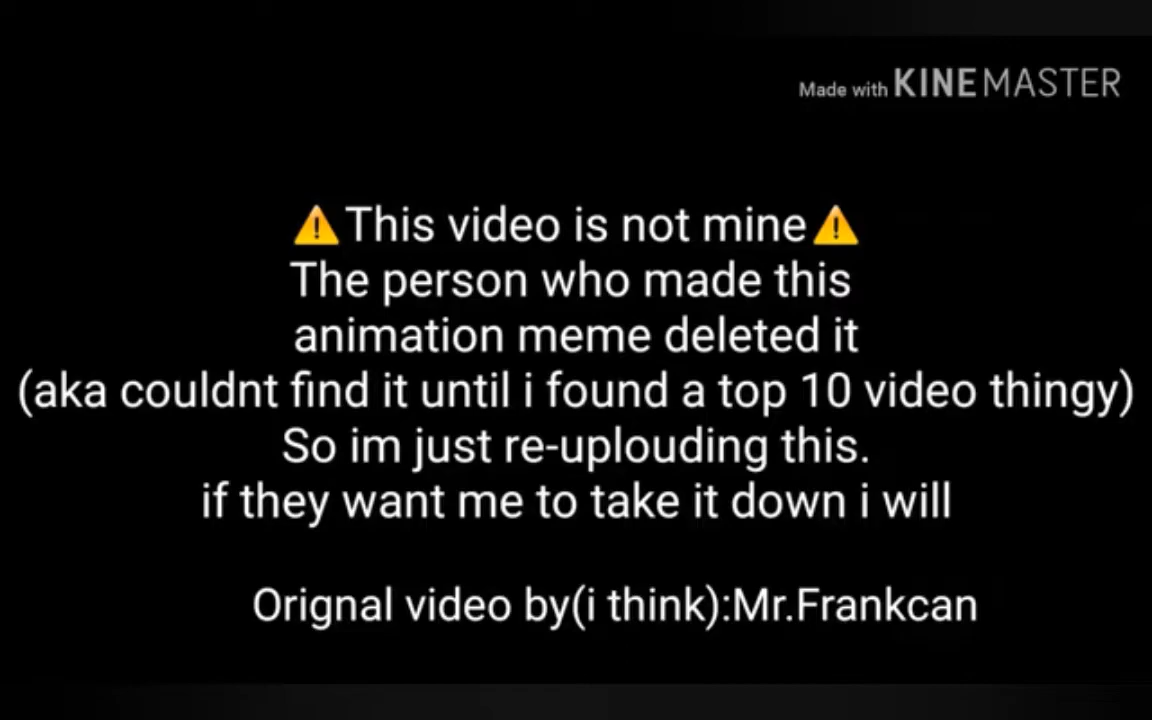 Made with KINEMASTER
⚠This video is not mine⚠
The person who made this
animation meme deleted it
(aka couldnt find it until i found a top 10 video thingy)
So im just re-uplouding this.
if they want me to take it down i will
Orignal video by(i think):Mr.Frankcan